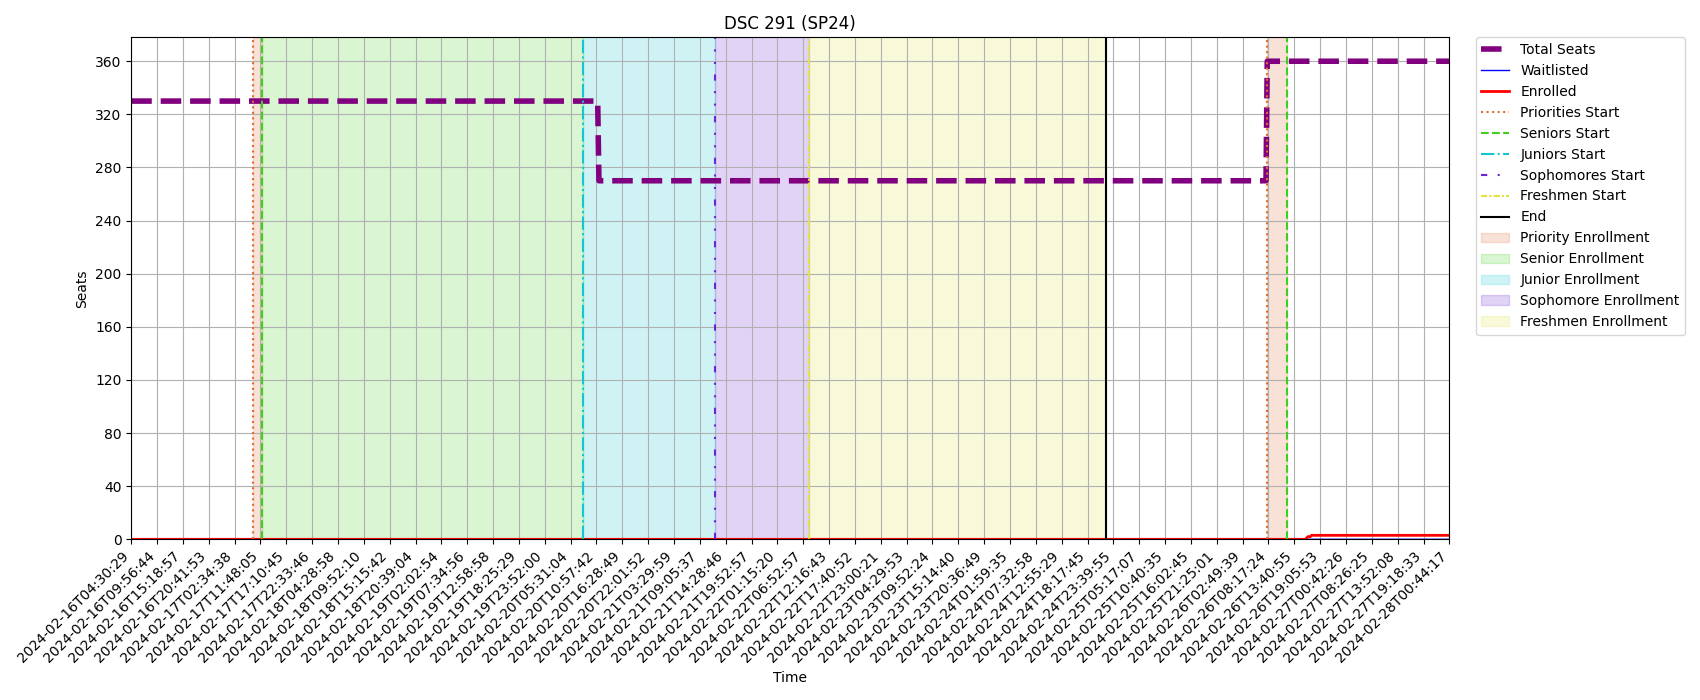 DSC 291 (SP24)
Seats
360
320
280
240
200
160
120
80
40
0
2024-02-16T04:30:29
2024-02-16T09:56:44
2024-02-16T15:18:57
2024-02-16T20:41:53
2024-02-17T02:34:38
2024-02-17T11:48:05
2024-02-17T17:10:45
2024-02-17T22:33:46
2024-02-18T04:28:58
2024-02-18T09:52:10
2024-02-18T15:15:42
2024-02-18T20:39:04
2024-02-19T02:02:54
2024-02-19T07:34:56
2024-02-19T12:58:58
2024-02-19T18:25:29
2024-02-19T23:52:00
2024-02-20T05:31:04
2024-02-20T10:57:42
2024-02-20T16:28:49
2024-02-20T22:01:52
2024-02-21T03:29:59
2024-02-21T09:05:37
2024-02-21T14:28:46
2024-02-21T19:52:57
2024-02-22T01:15:20
2024-02-22T06:52:57
2024-02-22T12:16:43
2024-02-22T17:40:52
2024-02-22T23:00:21
2024-02-23T04:29:53
2024-02-23T09:52:24
2024-02-23T15:14:40
2024-02-23T20:36:49
2024-02-24T01:59:35
2024-02-24T07:32:58
2024-02-24T12:55:29
2024-02-24T18:17:45
2024-02-24T23:39:55
2024-02-25T05:17:07
2024-02-25T10:40:35
2024-02-25T16:02:45
2024-02-25T21:25:01
2024-02-26T02:49:39
2024-02-26T08:17:24
2024-02-26T13:40:55
2024-02-26T19:05:53
2024-02-27T00:42:26
2024-02-27T08:26:25
2024-02-27T13:52:08
2024-02-27T19:18:33
2024-02-28T00:44:17
Time
Total Seats
Waitlisted
Enrolled
Priorities Start
Seniors Start
Juniors Start
Sophomores Start
Freshmen Start
End
Priority Enrollment
Senior Enrollment
Junior Enrollment
Sophomore Enrollment
Freshmen Enrollment